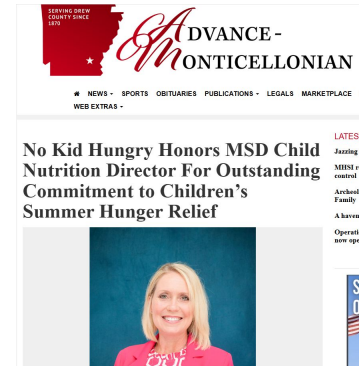 SERVING DREW
COUNTY SINCE
1870
ADVANCE-
MONTICELLONIAN
NEWS
SPORTS
OBITUARIES
PUBLICATIONS
LEGALS
MARKETPLACE
WEB EXTRAS
No Kid Hungry Honors MSD Child
Nutrition Director For Outstanding
Commitment to Children's
Summer Hunger Relief
LATES
Jazzing
MHSI r
control
Archeol
Family
A haven
Operati
now ope
S